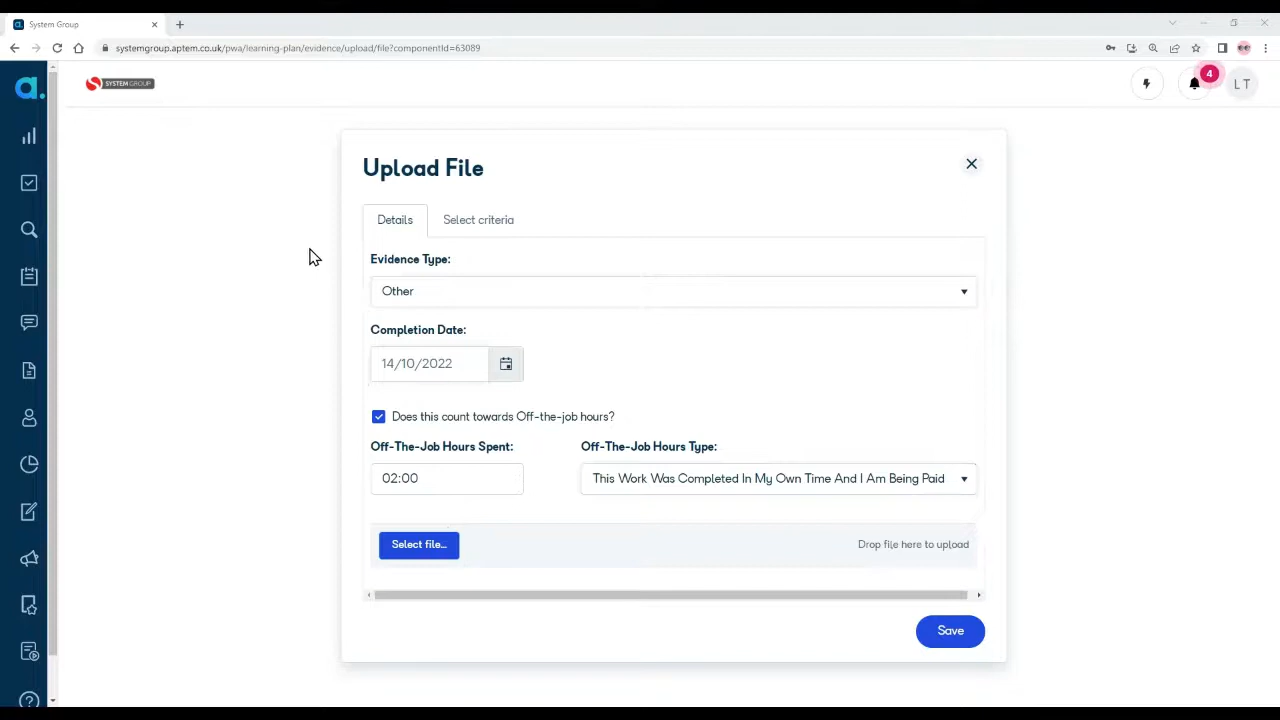 System Group
systemgroup.aptem.co.uk/pwa/learning-plan/evidence/upload/file?componentId=63089
a.
SYSTEM GROUP
4
LT
Upload File
Details
Select criteria
Evidence Type:
Other
Completion Date:
14/10/2022
Does this count towards Off-the-job hours?
Off-The-Job Hours Spent:
Off-The-Job Hours Type:
02:00
This Work Was Completed In My Own Time And I Am Being Paid
Select file...
Drop file here to upload
Save